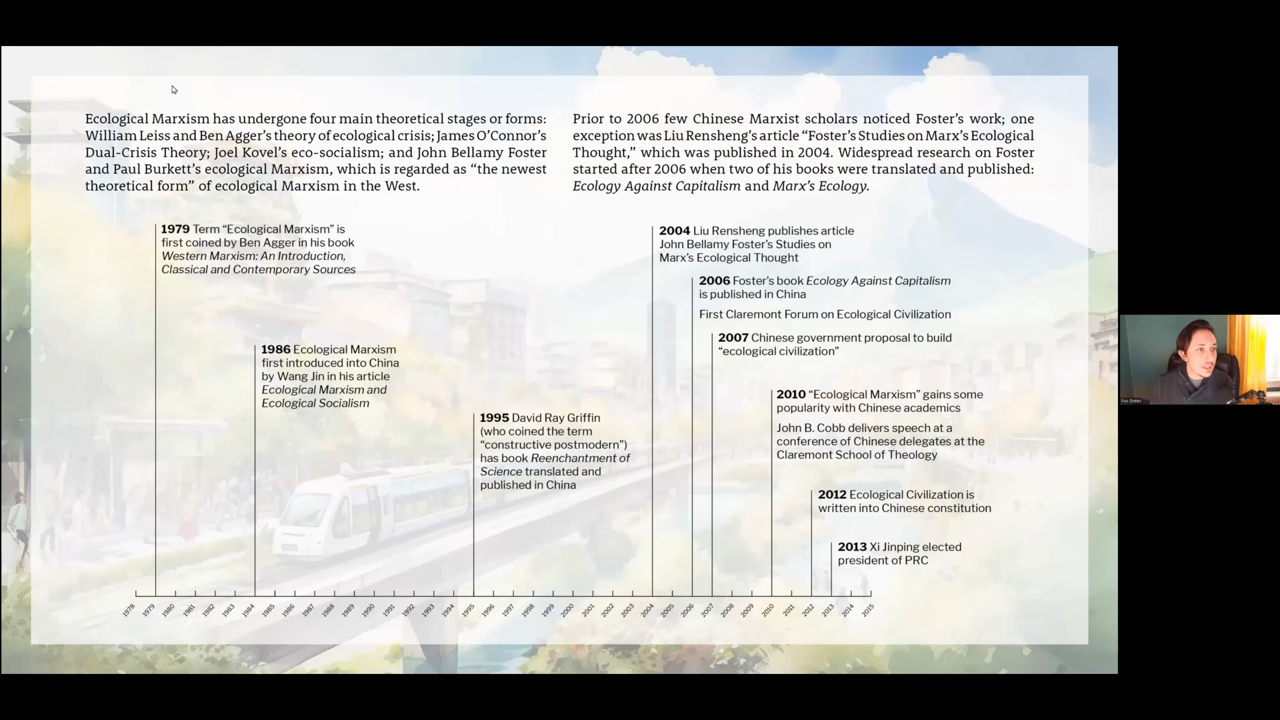 Ecological Marxism has undergone four main theoretical stages or forms:
William Leiss and Ben Agger's theory of ecological crisis; James O'Connor's
Dual-Crisis Theory; Joel Kovel's eco-socialism; and John Bellamy Foster
and Paul Burkett's ecological Marxism, which is regarded as “the newest
theoretical form” of ecological Marxism in the West.
Prior to 2006 few Chinese Marxist scholars noticed Foster's work; one
exception was Liu Rensheng's article “Foster's Studies on Marx's Ecological
Thought,” which was published in 2004. Widespread research on Foster
started after 2006 when two of his books were translated and published:
Ecology Against Capitalism and Marx's Ecology.
1979 Term “Ecological Marxism” is
first coined by Ben Agger in his book
Western Marxism: An Introduction,
Classical and Contemporary Sources
1986 Ecological Marxism
first introduced into China
by Wang Jin in his article
Ecological Marxism and
Ecological Socialism
1995 David Ray Griffin
(who coined the term
“constructive postmodern”)
has book Reenchantment of
Science translated and
published in China
2004 Liu Rensheng publishes article
John Bellamy Foster's Studies on
Marx's Ecological Thought
2006 Foster's book Ecology Against Capitalism
is published in China
First Claremont Forum on Ecological Civilization
2007 Chinese government proposal to build
“ecological civilization”
2010 “Ecological Marxism” gains some
popularity with Chinese academics
John B. Cobb delivers speech at a
conference of Chinese delegates at the
Claremont School of Theology
2012 Ecological Civilization is
written into Chinese constitution
2013 Xi Jinping elected
president of PRC
1978 1979 1980 1981 1982 1983 1984 1985 1986 1987 1988 1989 1990 1991 1992 1993 1994 1995 1996 1997 1998 1999 2000 2001 2002 2003 2004 2005 2006 2007 2008 2009 2010 2011 2012 2013 2014 2015